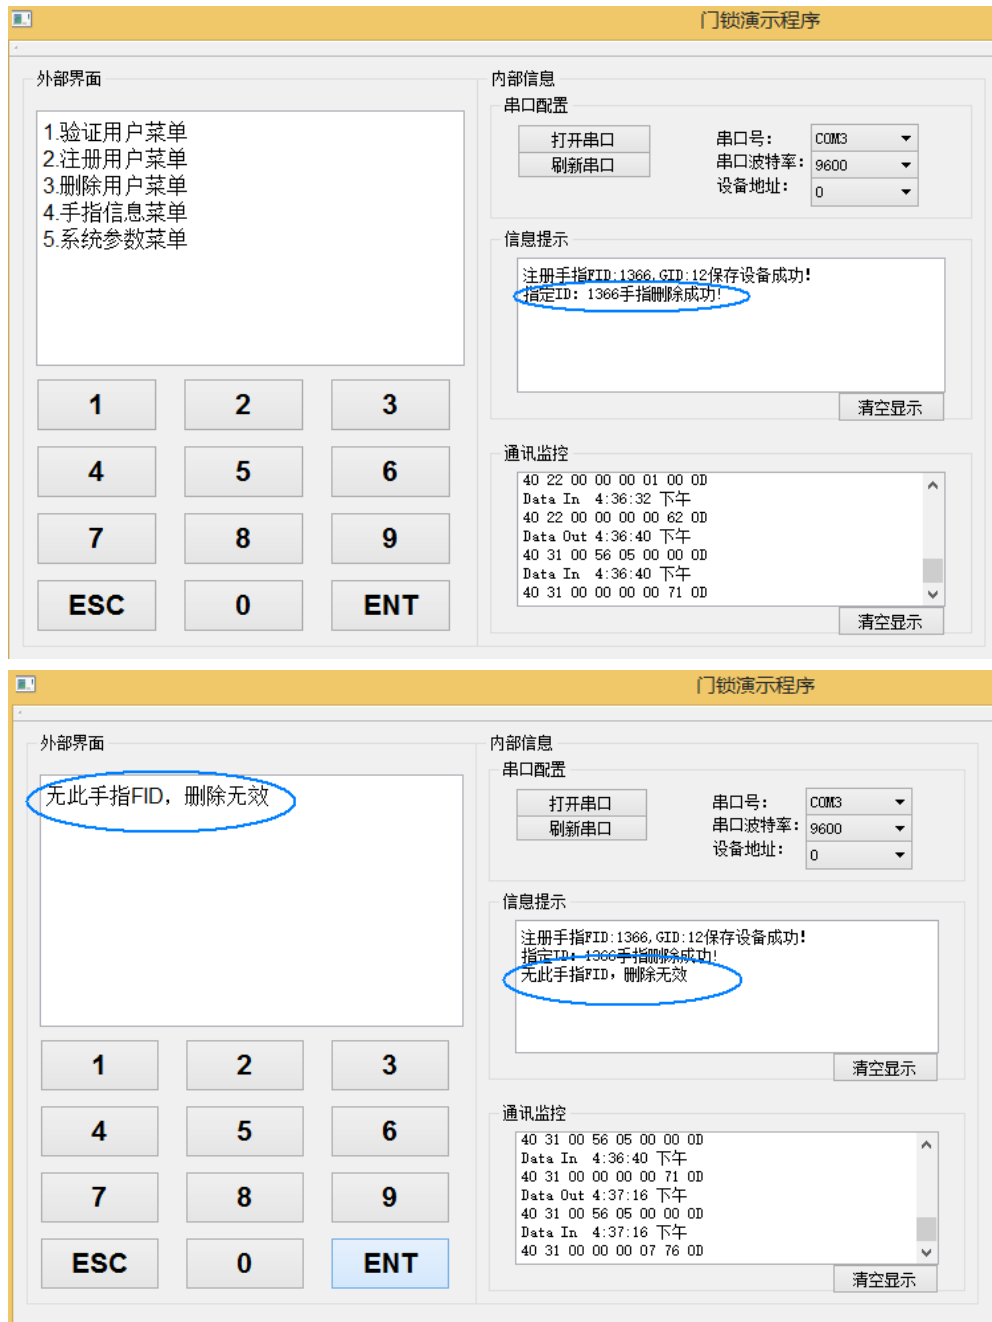 门锁演示程序
外部界面
1.验证用户菜单
2.注册用户菜单
3.删除用户菜单
4.手指信息菜单
5.系统参数菜单
1 2 3
4 5 6
7 8 9
ESC 0 ENT
内部信息
串口配置
打开串口 串口号: COM3
刷新串口 串口波特率: 9600
设备地址: 0
信息提示
注册手指FID:1366,GID:12保存设备成功!
指定ID: 1366手指删除成功!
清空显示
通讯监控
40 22 00 00 00 01 00 0D
Data In 4:36:32 下午
40 22 00 00 00 00 62 0D
Data Out 4:36:40 下午
40 31 00 56 05 00 00 0D
Data In 4:36:40 下午
40 31 00 00 00 00 71 0D
清空显示
门锁演示程序
外部界面
无此手指FID，删除无效
1 2 3
4 5 6
7 8 9
ESC 0 ENT
内部信息
串口配置
打开串口 串口号: COM3
刷新串口 串口波特率: 9600
设备地址: 0
信息提示
注册手指FID:1366,GID:12保存设备成功!
指定ID: 1366手指删除成功!
无此手指FID，删除无效
清空显示
通讯监控
40 31 00 56 05 00 00 0D
Data In 4:36:40 下午
40 31 00 00 00 00 71 0D
Data Out 4:37:16 下午
40 31 00 56 05 00 00 0D
Data In 4:37:16 下午
40 31 00 00 00 07 76 0D
清空显示